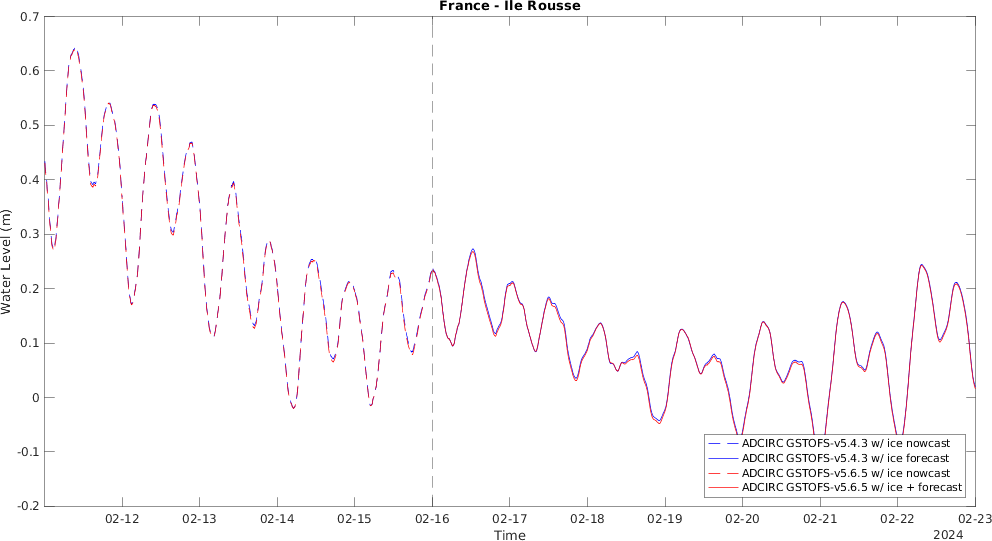 France - Ile Rousse
0.7
0.6
0.5
0.4
0.3
0.2
0.1
0
-0.1
-0.2
Water Level (m)
02-12 02-13 02-14 02-15 02-16 02-17 02-18 02-19 02-20 02-21 02-22 02-23
Time
2024
ADCIRC GSTOFS-v5.4.3 w/ ice nowcast
ADCIRC GSTOFS-v5.4.3 w/ ice forecast
ADCIRC GSTOFS-v5.6.5 w/ ice nowcast
ADCIRC GSTOFS-v5.6.5 w/ ice + forecast